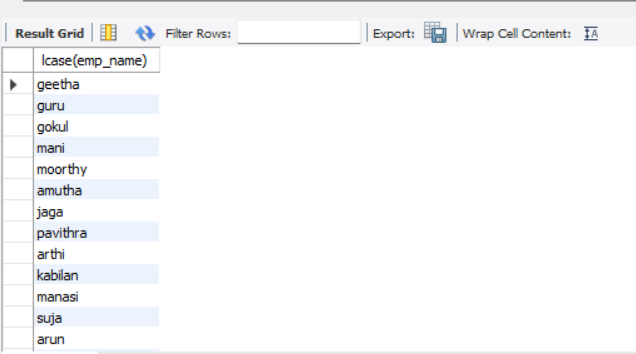 Result Grid Filter Rows: Export: Wrap Cell Content: IA
lcase(emp_name)
geetha
guru
gokul
mani
moorthy
amutha
jaga
pavithra
arthi
kabilan
manasi
suja
arun